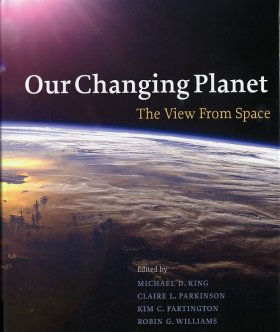 Our Changing Planet
The View From Space
Edited by
MICHAEL D. KING
CLAIRE L. PARKINSON
KIM C. PARTINGTON
ROBIN G. WILLIAMS